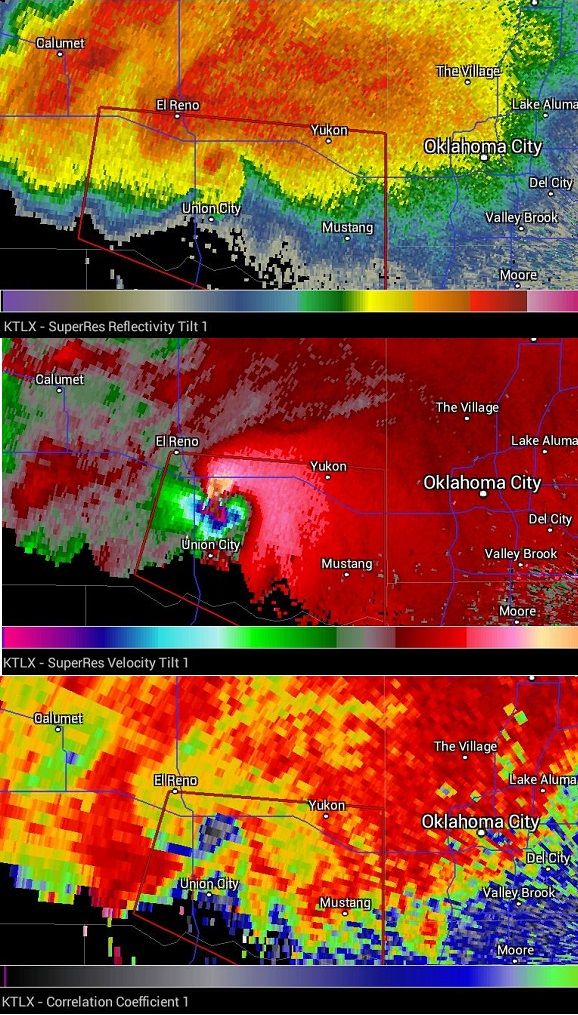 Calumet
The Village
El Reno
Lake Aluma
Yukon
Oklahoma City
Del City
Union City
Valley Brook
Mustang
Moore
KTLX - SuperRes Reflectivity Tilt 1
Calumet
The Village
El Reno
Lake Aluma
Yukon
Oklahoma City
Del City
Union City
Valley Brook
Mustang
Moore
KTLX - SuperRes Velocity Tilt 1
Calumet
The Village
El Reno
Lake Aluma
Yukon
Oklahoma City
Del City
Union City
Valley Brook
Mustang
Moore
KTLX - Correlation Coefficient 1